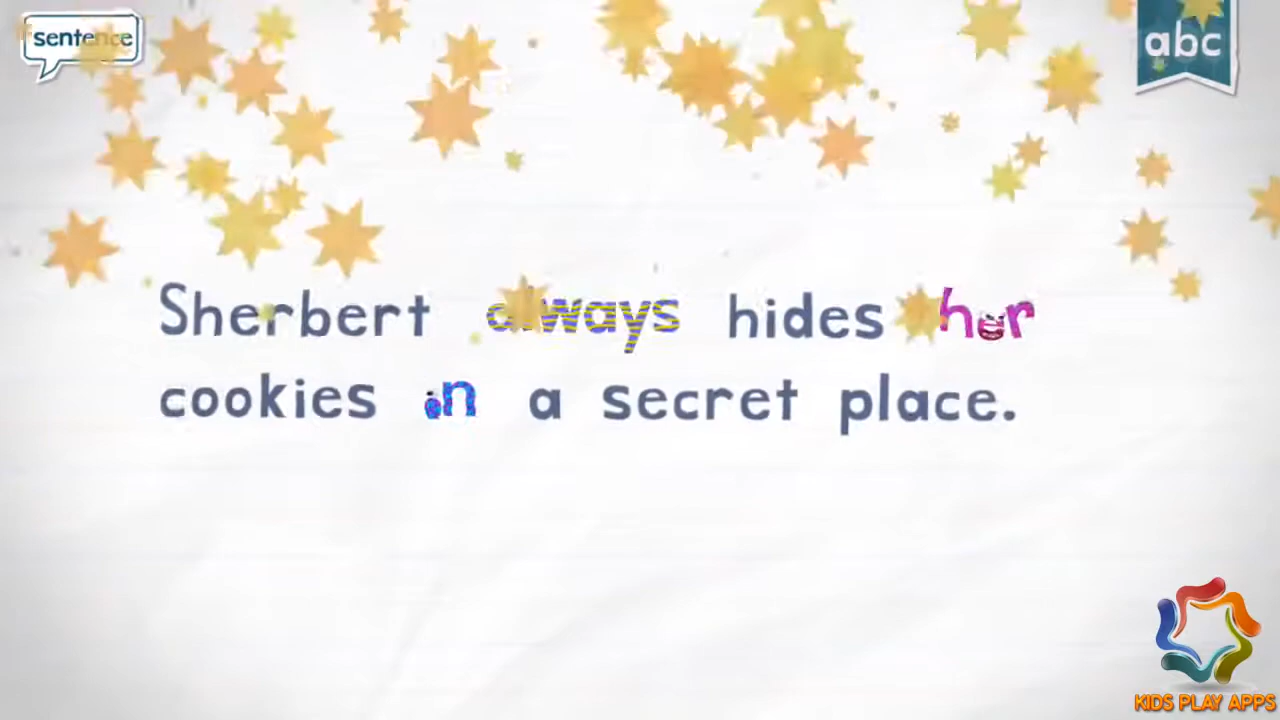 sentence
abc
Sherbert always hides her
cookies in a secret place.
KIDS PLAY APPS